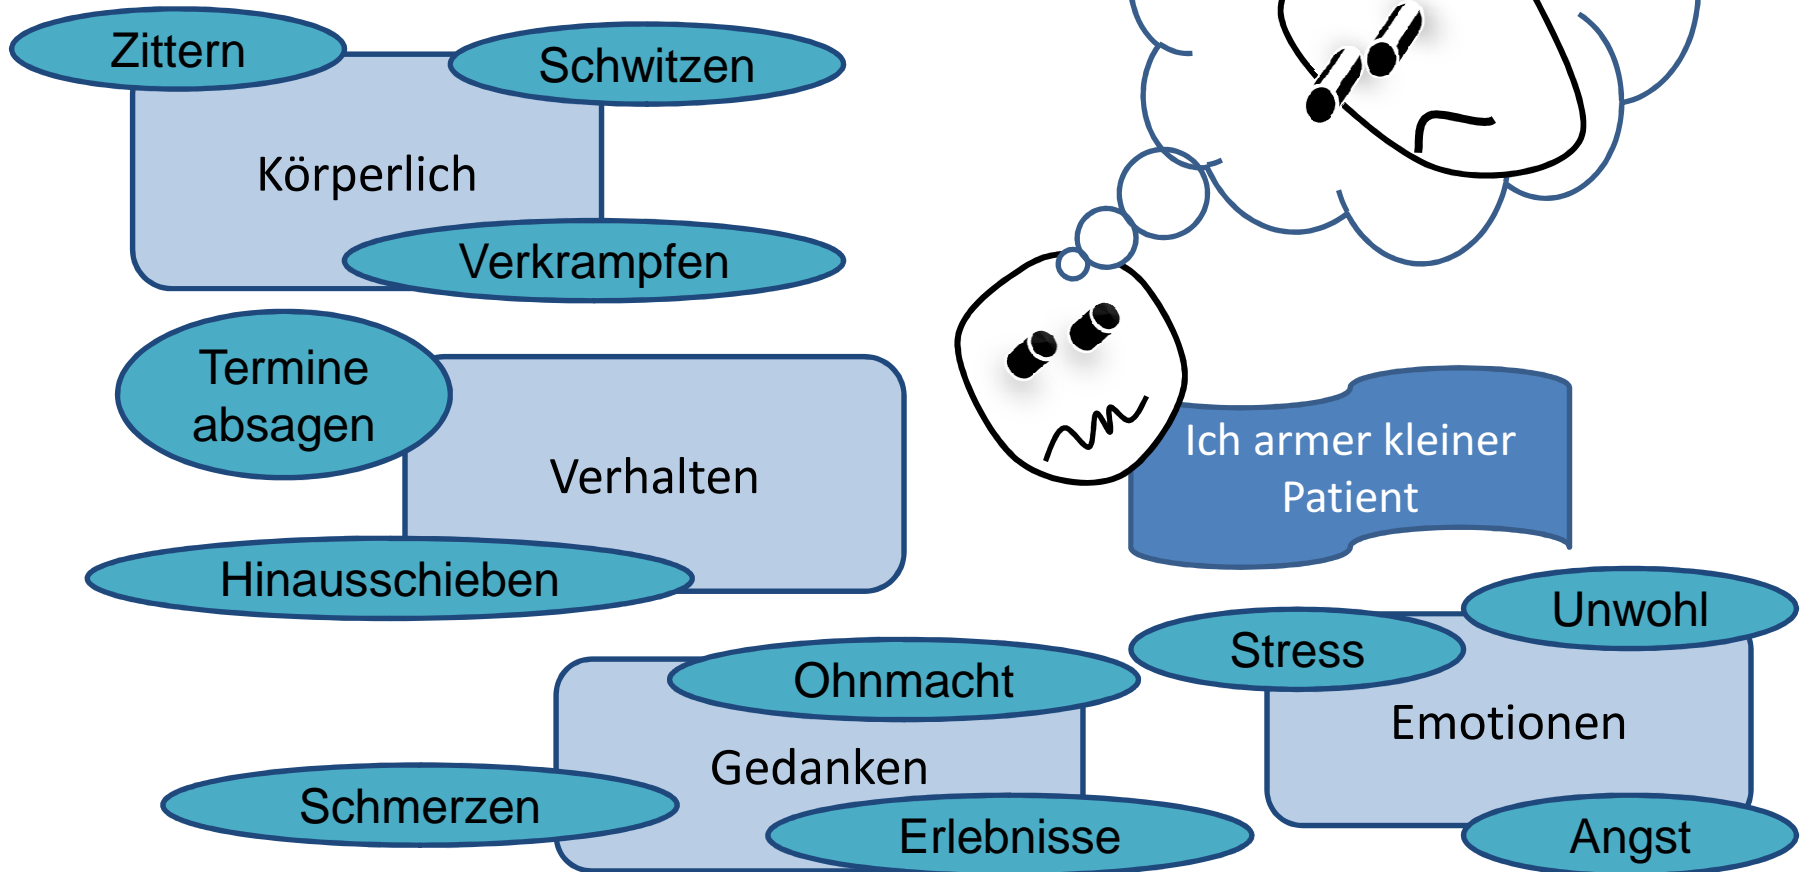 Zittern
Schwitzen
Körperlich
Verkrampfen
Termine
absagen
Verhalten
Hinausschieben
Ich armer kleiner
Patient
Ohnmacht
Gedanken
Schmerzen
Erlebnisse
Unwohl
Stress
Emotionen
Angst